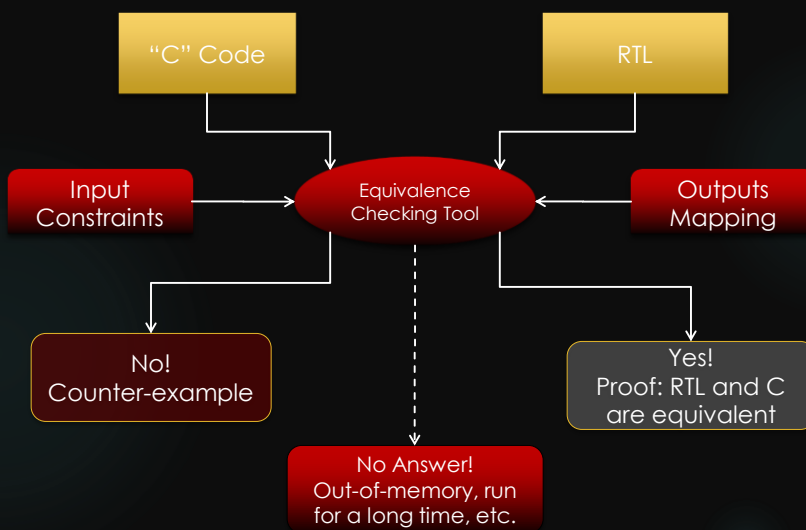 “C” Code
RTL
Input
Constraints
Equivalence
Checking Tool
Outputs
Mapping
No!
Counter-example
Yes!
Proof: RTL and C
are equivalent
No Answer!
Out-of-memory, run
for a long time, etc.